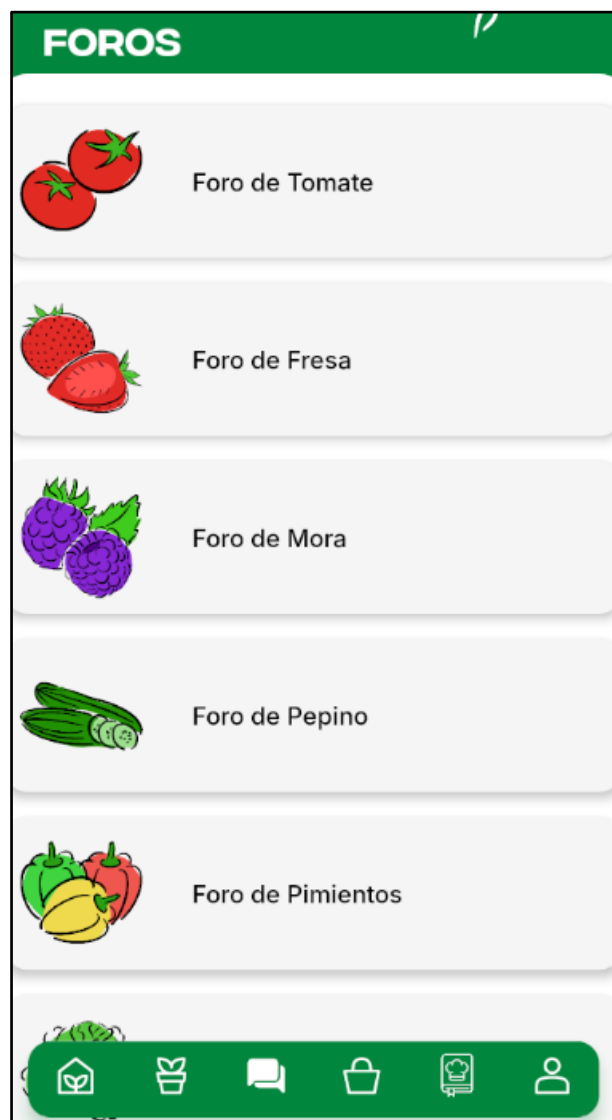 FOROS
Foro de Tomate
Foro de Fresa
Foro de Mora
Foro de Pepino
Foro de Pimientos